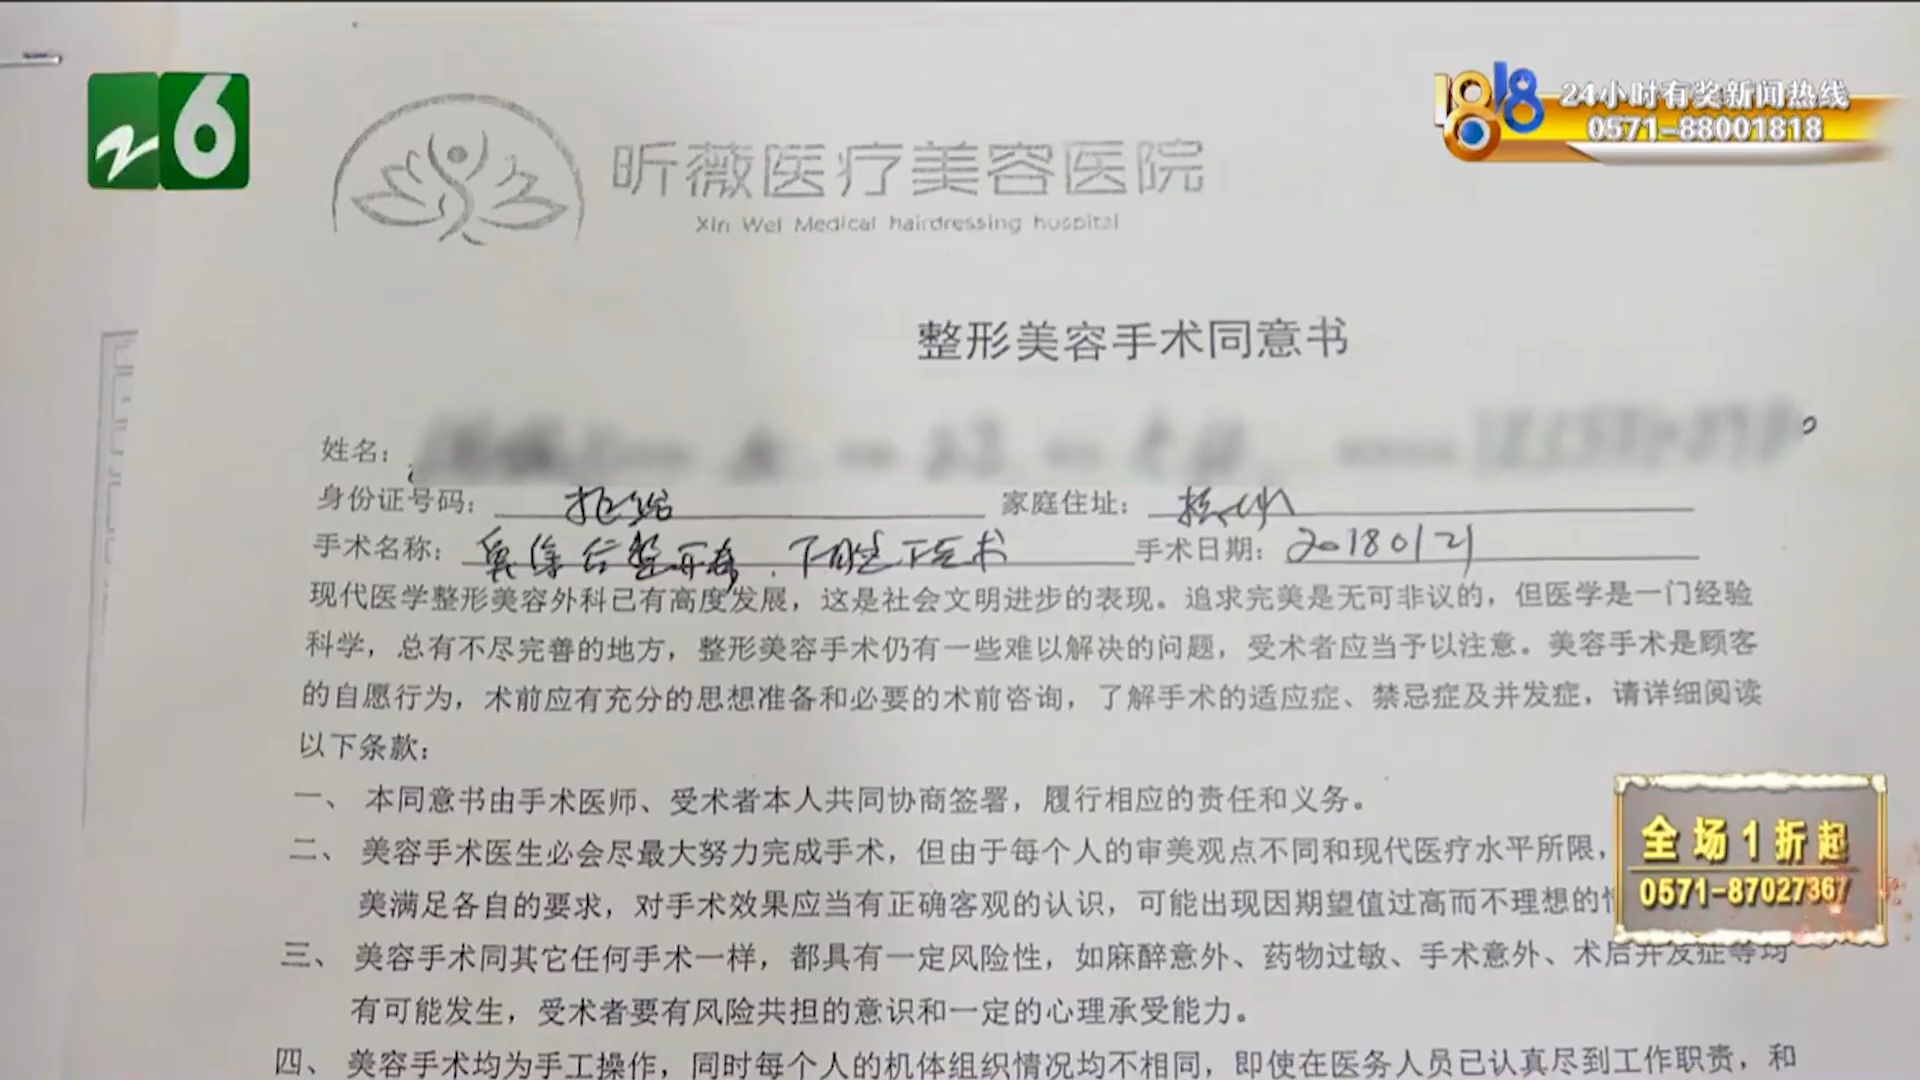 6
1818
24小时有奖新闻热线
0571-88001818
昕薇医疗美容医院
Xin Wei Medical hairdressing hospital
整形美容手术同意书
姓名：
身份证号码： 拒给 家庭住址：
手术名称： 手术日期： 20180121
现代医学整形美容外科已有高度发展，这是社会文明进步的表现。追求完美是无可非议的，但医学是一门经验
科学，总有不尽完善的地方，整形美容手术仍有一些难以解决的问题，受术者应当予以注意。美容手术是顾客
的自愿行为，术前应有充分的思想准备和必要的术前咨询，了解手术的适应症、禁忌症及并发症，请详细阅读
以下条款：
一、 本同意书由手术医师、受术者本人共同协商签署，履行相应的责任和义务。
二、 美容手术医生必会尽最大努力完成手术，但由于每个人的审美观点不同和现代医疗水平所限，
美满足各自的要求，对手术效果应当有正确客观的认识，可能出现因期望值过高而不理想的
三、 美容手术同其它任何手术一样，都具有一定风险性，如麻醉意外、药物过敏、手术意外、术后并发症等均
有可能发生，受术者要有风险共担的意识和一定的心理承受能力。
四、 美容手术均为手工操作，同时每个人的机体组织情况均不相同，即使在医务人员已认真尽到工作职责，和
全场1折起
0571-87027367